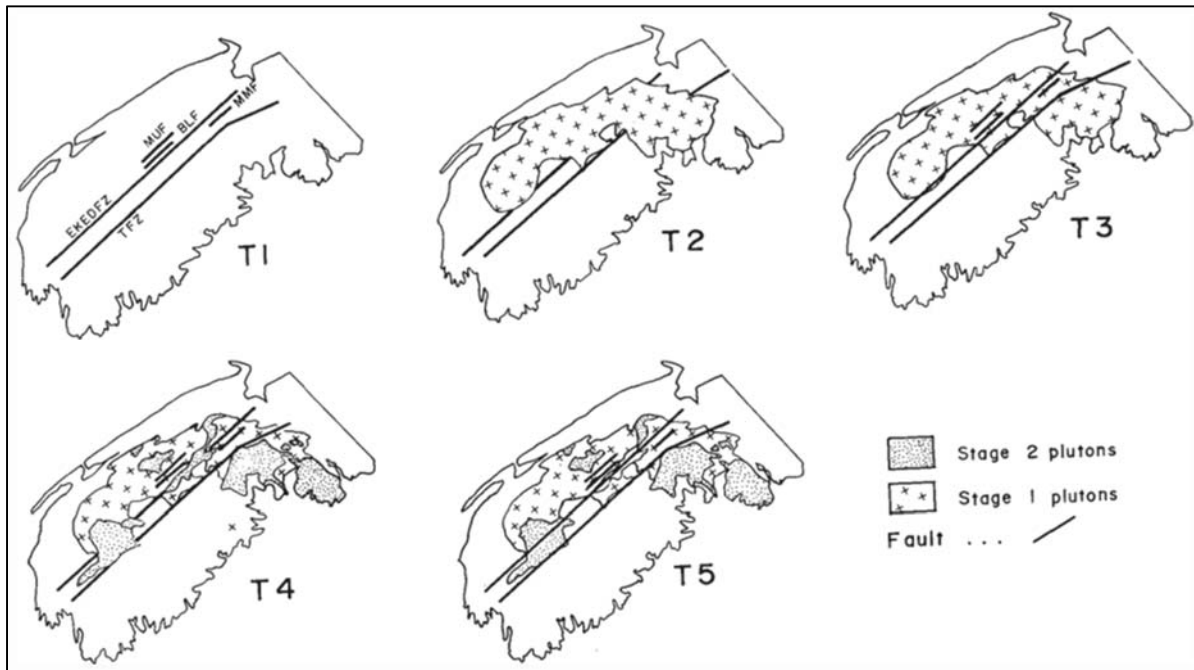 MUF
BLF
MMF
EKEDFZ
TFZ
T1
T2
T3
T4
T5
Stage 2 plutons
Stage 1 plutons
Fault ...